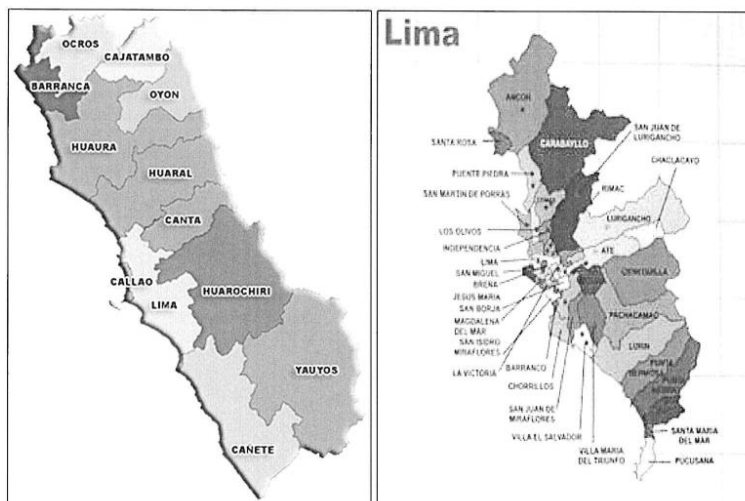 OCROS
CAJATAMBO
BARRANCA
OYON
HUAURA
HUARAL
CANTA
CALLAO
LIMA
HUAROCHIRI
YAUYOS
CAÑETE
Lima
ANCON
SANTA ROSA
CARABAYLLO
SAN JUAN DE
LURIGANCHO
CHACLACAYO
PUENTE PIEDRA
RIMAC
SAN MARTIN DE PORRAS
LURIGANCHO
LOS OLIVOS
INDEPENDENCIA
ATE
LIMA
SAN MIGUEL
CIENEGUILLA
BREÑA
JESUS MARIA
SAN BORJA
PACHACAMAC
MAGDALENA
DEL MAR
LURIN
SAN ISIDRO
MIRAFLORES
PUNTA
HERMOSA
LA VICTORIA
BARRANCO
PUNTA
NEGRA
CHORRILLOS
SAN JUAN DE
MIRAFLORES
SANTA MARIA
DEL MAR
VILLA EL SALVADOR
VILLA MARIA
DEL TRIUNFO
PUCUSANA